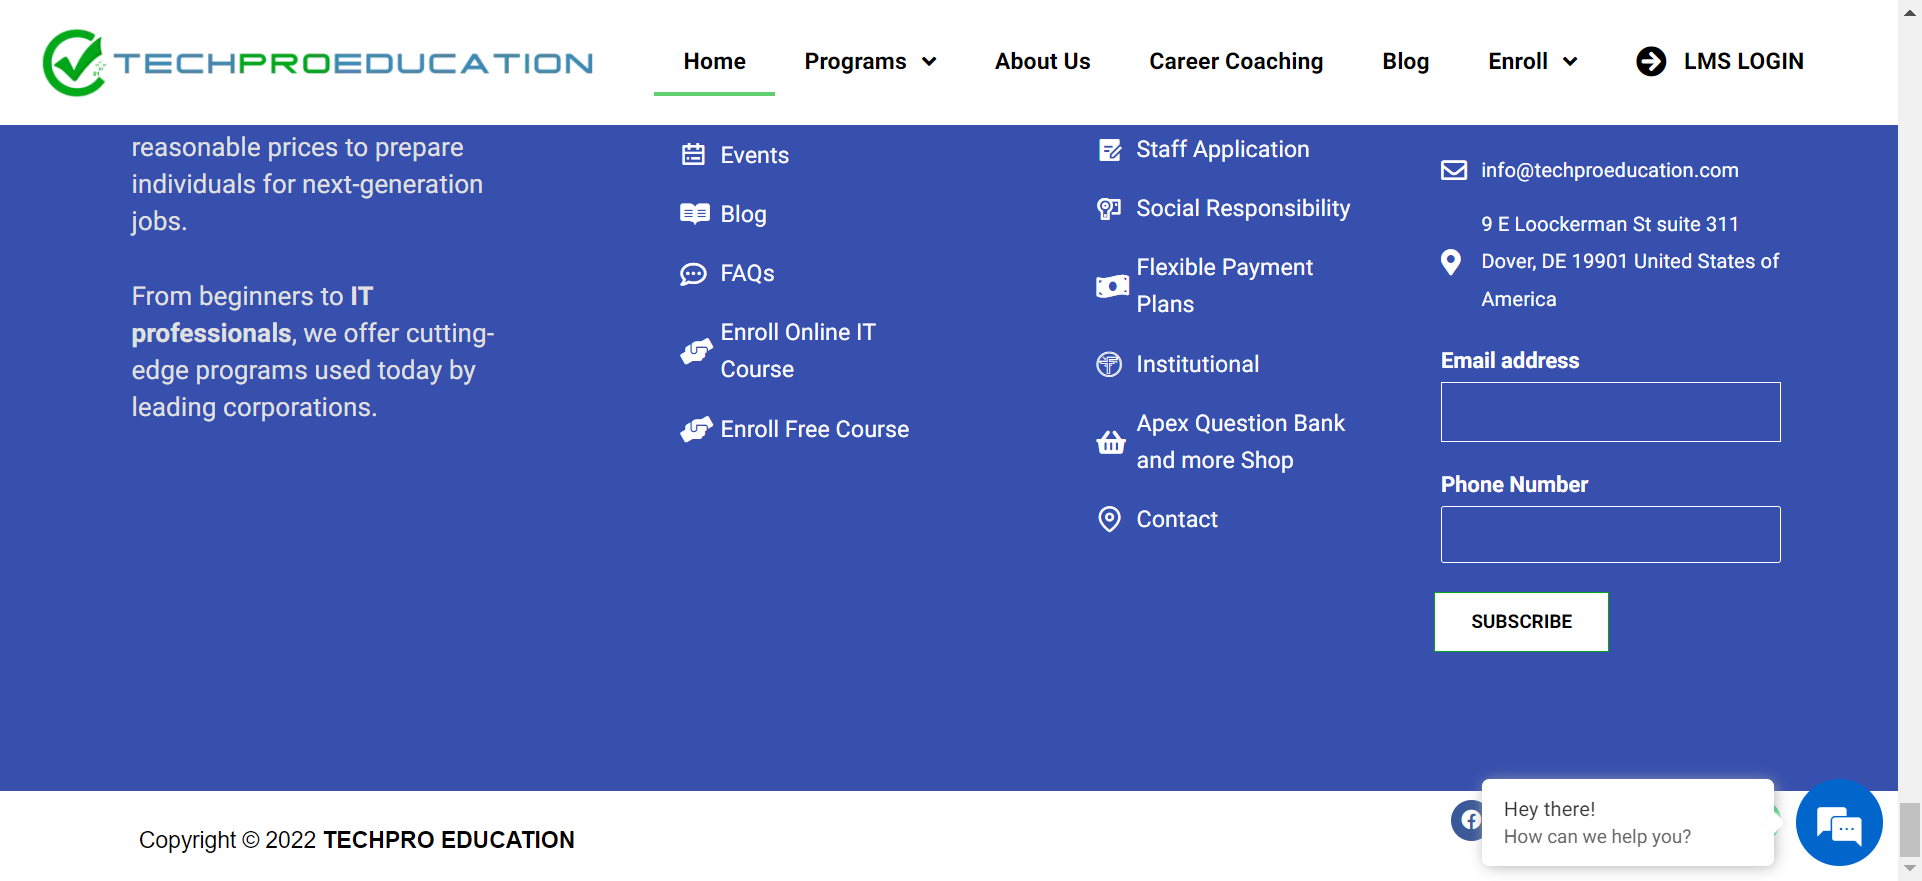 TECHPROEDUCATION
Home
Programs
About Us
Career Coaching
Blog
Enroll
LMS LOGIN
reasonable prices to prepare
individuals for next-generation
jobs.
From beginners to IT
professionals, we offer cutting-
edge programs used today by
leading corporations.
Events
Blog
FAQs
Enroll Online IT
Course
Enroll Free Course
Staff Application
Social Responsibility
Flexible Payment
Plans
Institutional
Apex Question Bank
and more Shop
Contact
info@techproeducation.com
9 E Loockerman St suite 311
Dover, DE 19901 United States of
America
Email address
Phone Number
SUBSCRIBE
Copyright © 2022 TECHPRO EDUCATION
Hey there!
How can we help you?